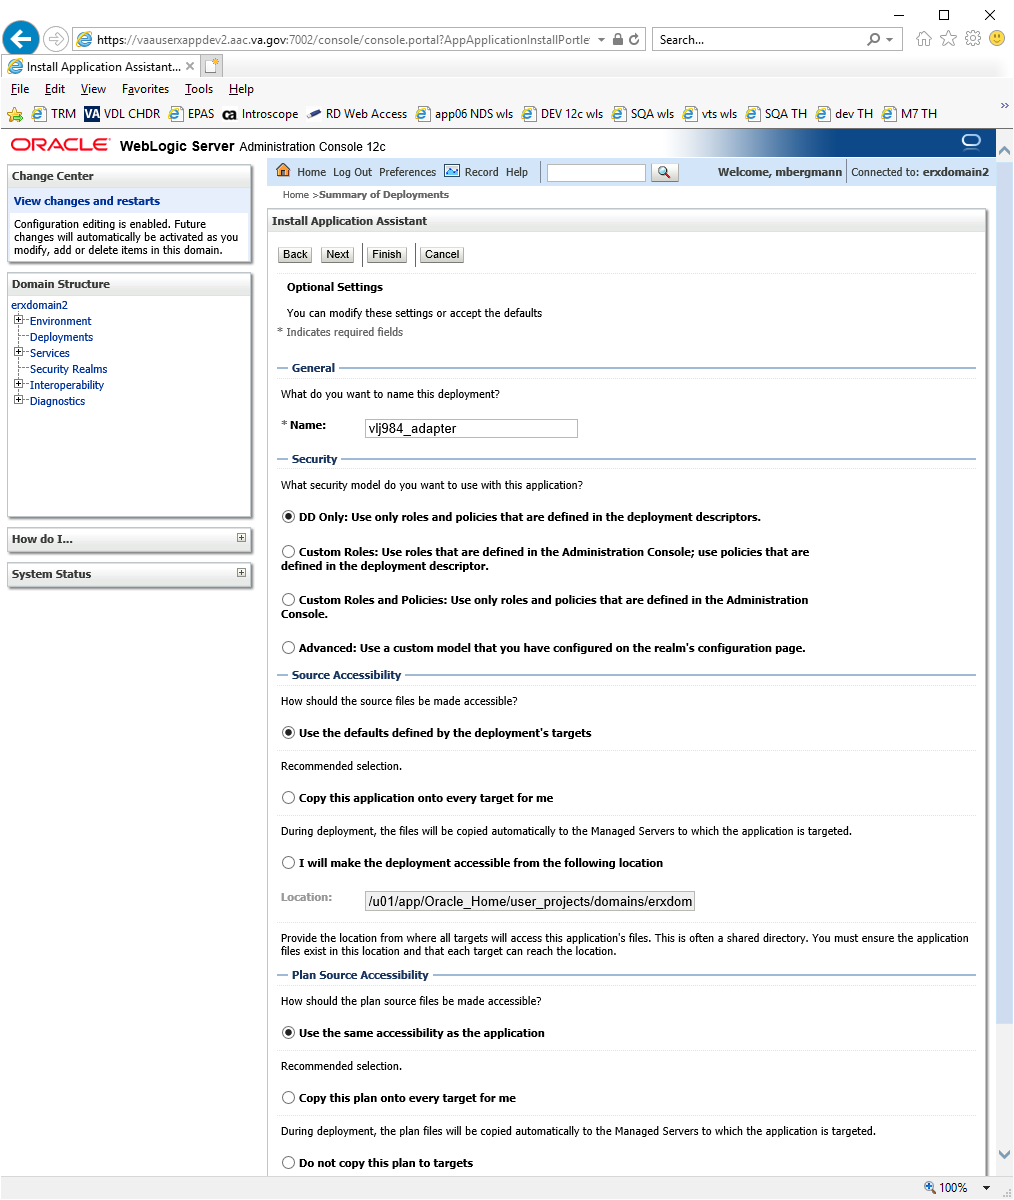 https://vaauserxappdev2.aac.va.gov:7002/console/console.portal?AppApplicationInstallPortle
Search...
Install Application Assistant...
File Edit View Favorites Tools Help
TRM VA VDL CHDR EPAS ca Introscope RD Web Access app06 NDS wls DEV 12c wls SQA wls vts wls SQA TH dev TH M7 TH
ORACLE WebLogic Server Administration Console 12c
Change Center
View changes and restarts
Configuration editing is enabled. Future
changes will automatically be activated as you
modify, add or delete items in this domain.
Domain Structure
erxdomain2
Environment
Deployments
Services
Security Realms
Interoperability
Diagnostics
How do I...
System Status
Home Log Out Preferences Record Help
Welcome, mbergmann
Connected to: erxdomain2
Home >Summary of Deployments
Install Application Assistant
Back Next Finish Cancel
Optional Settings
You can modify these settings or accept the defaults
* Indicates required fields
General
What do you want to name this deployment?
* Name: vlj984_adapter
Security
What security model do you want to use with this application?
DD Only: Use only roles and policies that are defined in the deployment descriptors.
Custom Roles: Use roles that are defined in the Administration Console; use policies that are
defined in the deployment descriptor.
Custom Roles and Policies: Use only roles and policies that are defined in the Administration
Console.
Advanced: Use a custom model that you have configured on the realm's configuration page.
Source Accessibility
How should the source files be made accessible?
Use the defaults defined by the deployment's targets
Recommended selection.
Copy this application onto every target for me
During deployment, the files will be copied automatically to the Managed Servers to which the application is targeted.
I will make the deployment accessible from the following location
Location: /u01/app/Oracle_Home/user_projects/domains/erxdom
Provide the location from where all targets will access this application's files. This is often a shared directory. You must ensure the application
files exist in this location and that each target can reach the location.
Plan Source Accessibility
How should the plan source files be made accessible?
Use the same accessibility as the application
Recommended selection.
Copy this plan onto every target for me
During deployment, the plan files will be copied automatically to the Managed Servers to which the application is targeted.
Do not copy this plan to targets
100%